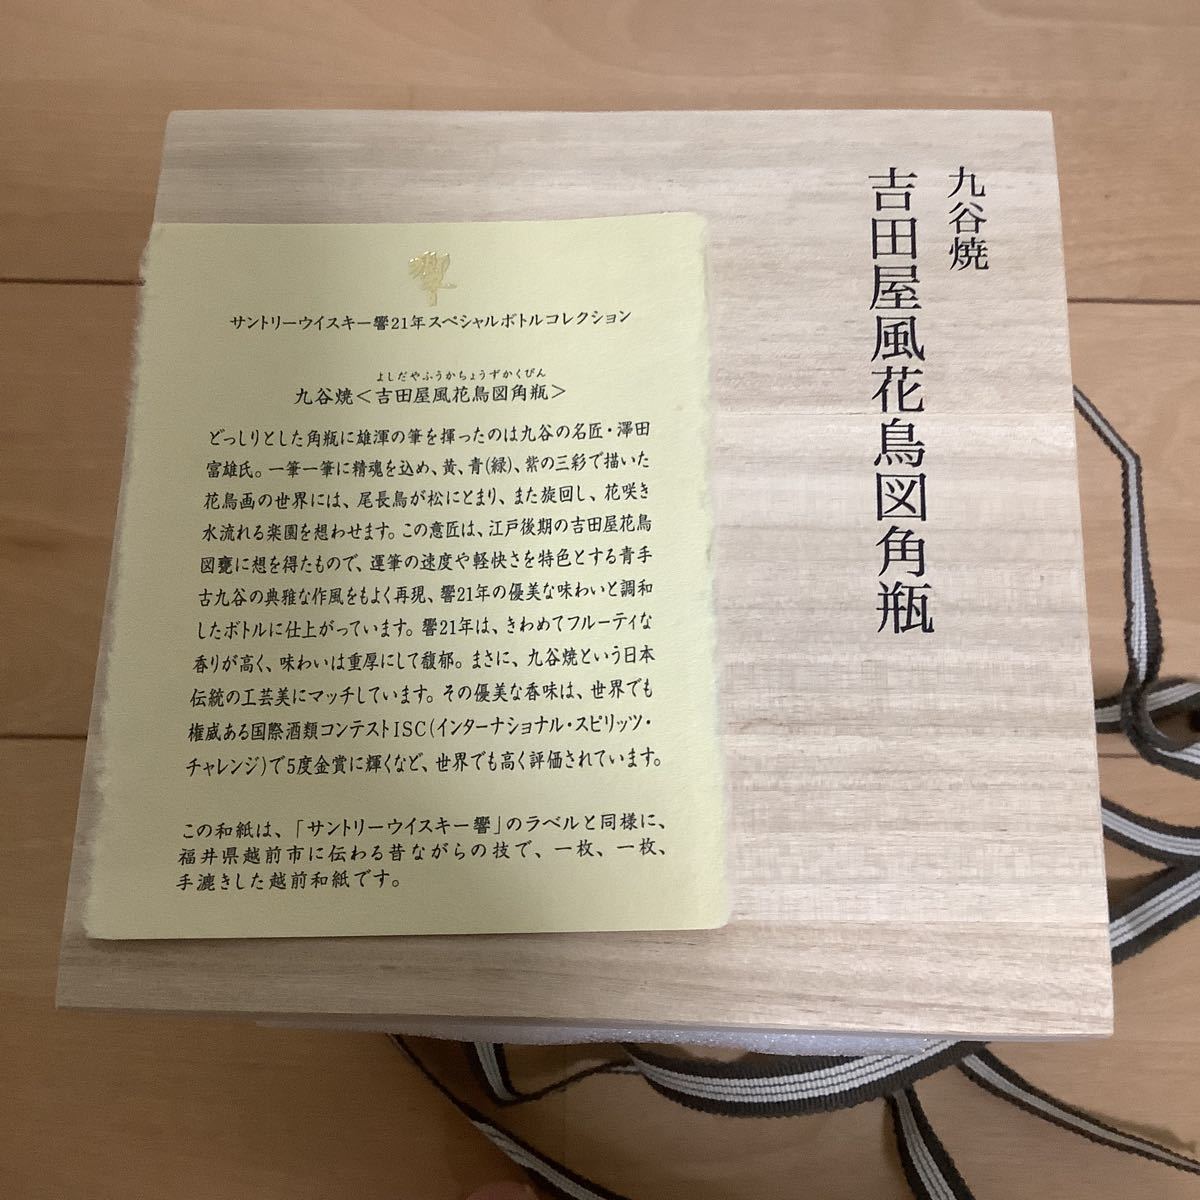 九谷焼
吉田屋風花鳥図角瓶
響
サントリーウイスキー響21年スペシャルボトルコレクション
よしだやふうかちょうずかくびん
九谷焼＜吉田屋風花鳥図角瓶＞
どっしりとした角瓶に雄渾の筆を揮ったのは九谷の名匠・澤田
富雄氏。一筆一筆に精魂を込め、黄、青(緑)、紫の三彩で描いた
花鳥画の世界には、尾長鳥が松にとまり、また旋回し、花咲き
水流れる楽園を想わせます。この意匠は、江戸後期の吉田屋花鳥
図甕に想を得たもので、運筆の速度や軽快さを特色とする青手
古九谷の典雅な作風をもよく再現、響21年の優美な味わいと調和
したボトルに仕上がっています。響21年は、きわめてフルーティな
香りが高く、味わいは重厚にして馥郁。まさに、九谷焼という日本
伝統の工芸美にマッチしています。その優美な香味は、世界でも
権威ある国際酒類コンテストISC(インターナショナル・スピリッツ・
チャレンジ)で5度金賞に輝くなど、世界でも高く評価されています。
この和紙は、「サントリーウイスキー響」のラベルと同様に、
福井県越前市に伝わる昔ながらの技で、一枚、一枚、
手漉きした越前和紙です。